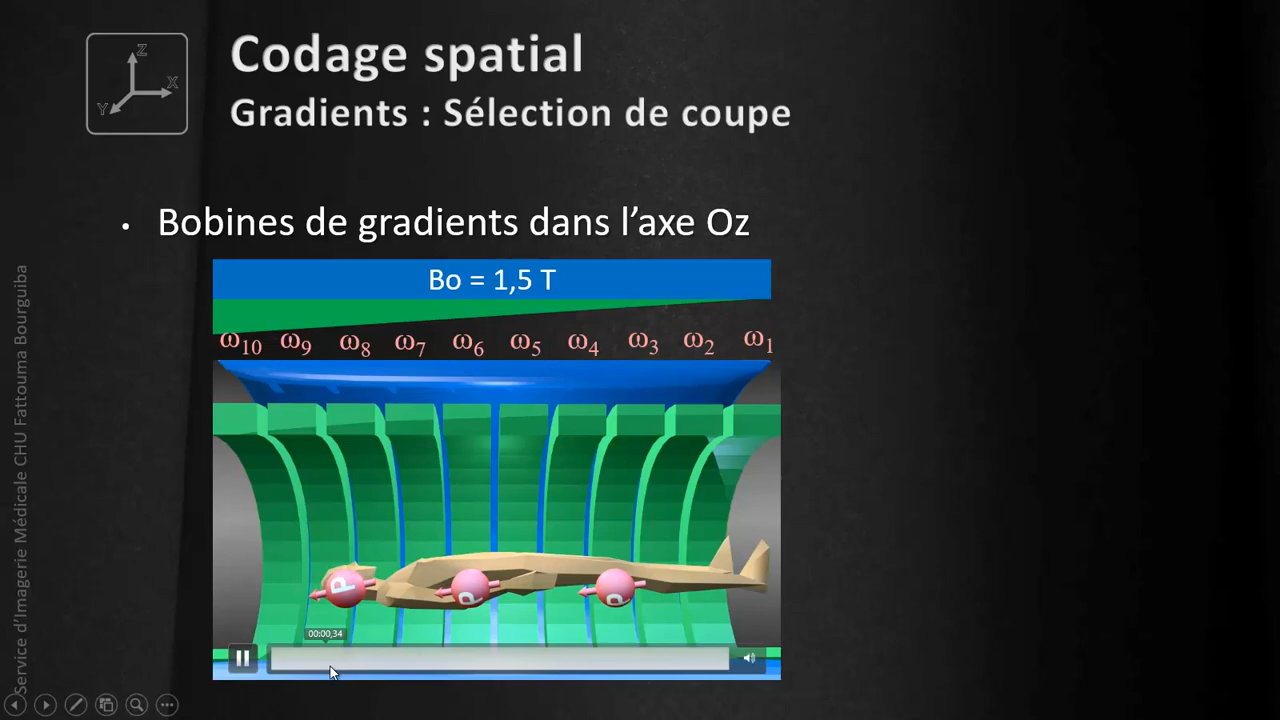 Z
X
Y
Codage spatial
Gradients : Sélection de coupe
• Bobines de gradients dans l’axe Oz
Bo = 1,5 T
ω10 ω9 ω8 ω7 ω6 ω5 ω4 ω3 ω2 ω1
P P P
00:00,34
Service d’Imagerie Médicale CHU Fattouma Bourguiba